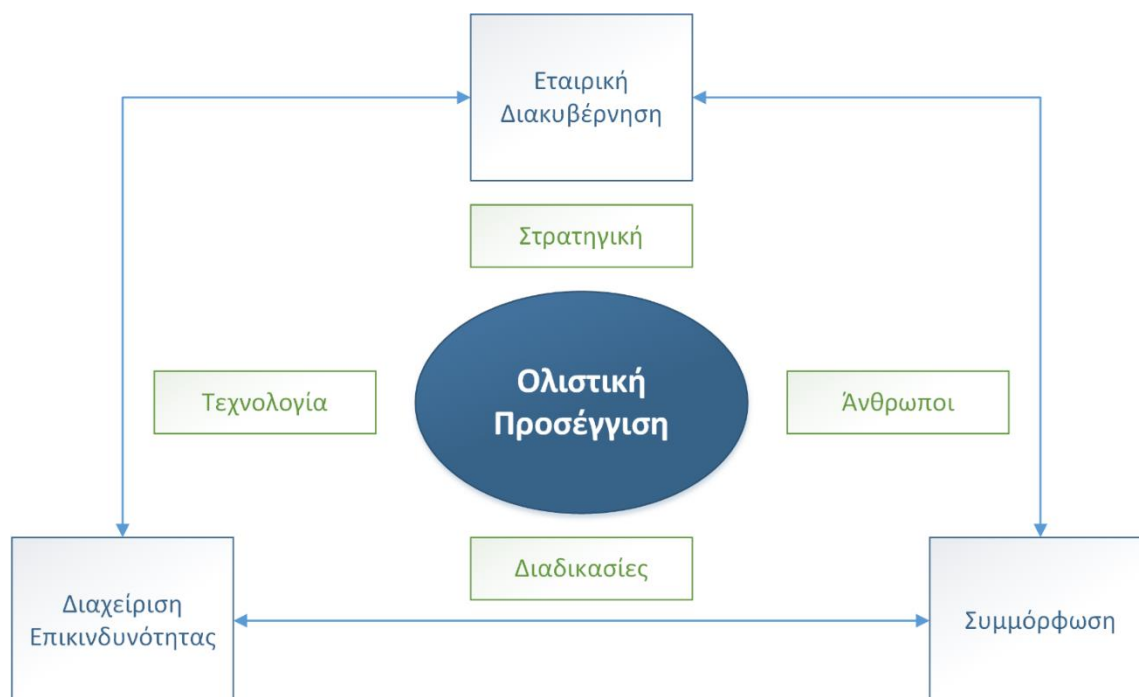 Εταιρική
Διακυβέρνηση
Στρατηγική
Τεχνολογία
Ολιστική
Προσέγγιση
Άνθρωποι
Διαδικασίες
Διαχείριση
Επικινδυνότητας
Συμμόρφωση